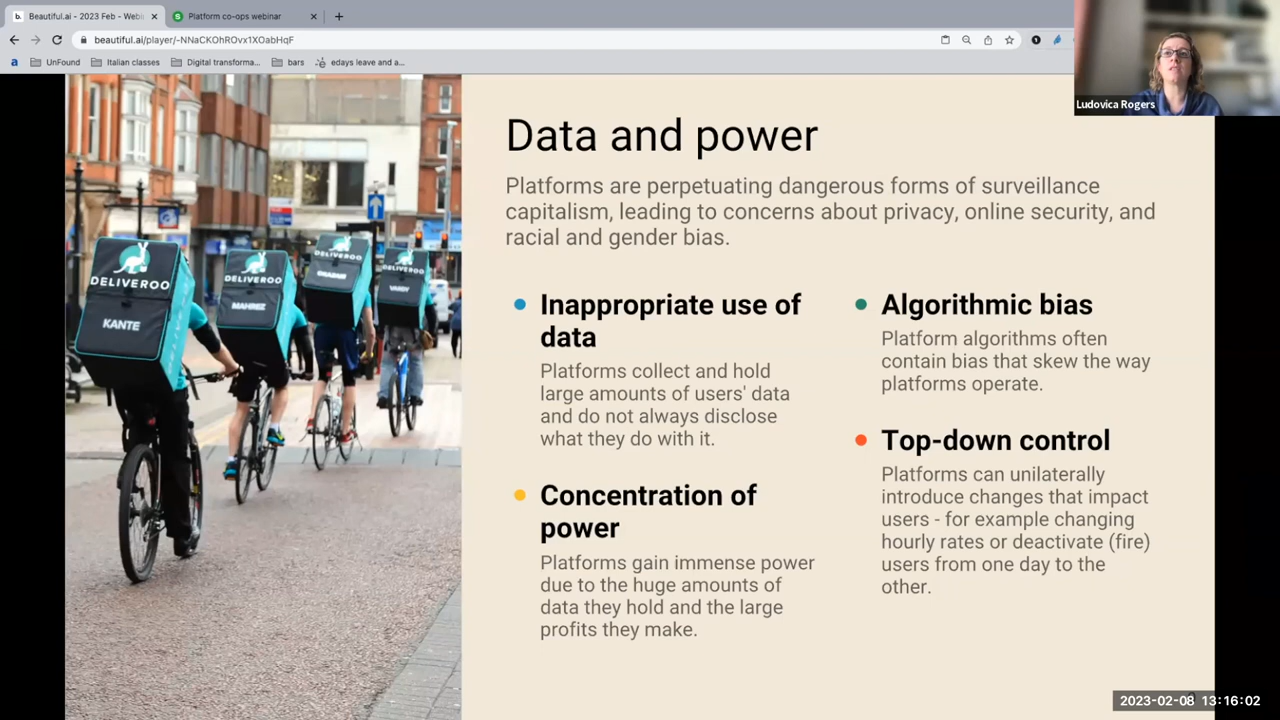 Beautiful.ai - 2023 Feb - Webi
Platform co-ops webinar
beautiful.ai/player/-NNaCKOhROvx1XOabHqF
UnFound
Italian classes
Digital transforma...
bars
edays leave and a...
Ludovica Rogers
DELIVEROO
KANTE
DELIVEROO
MAHREZ
DELIVEROO
DELIVEROO
VARDY
Data and power
Platforms are perpetuating dangerous forms of surveillance
capitalism, leading to concerns about privacy, online security, and
racial and gender bias.
Inappropriate use of
data
Platforms collect and hold
large amounts of users' data
and do not always disclose
what they do with it.
Concentration of
power
Platforms gain immense power
due to the huge amounts of
data they hold and the large
profits they make.
Algorithmic bias
Platform algorithms often
contain bias that skew the way
platforms operate.
Top-down control
Platforms can unilaterally
introduce changes that impact
users - for example changing
hourly rates or deactivate (fire)
users from one day to the
other.
2023-02-08 13:16:02